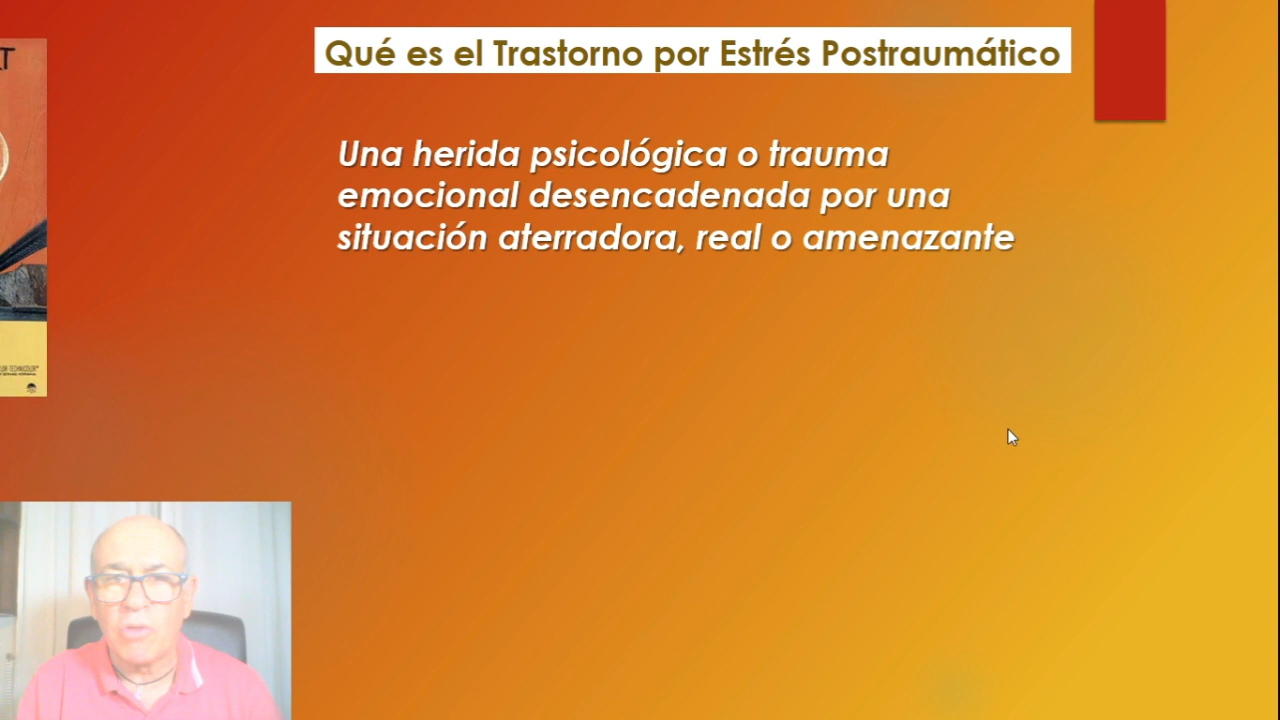 Qué es el Trastorno por Estrés Postraumático
Una herida psicológica o trauma
emocional desencadenada por una
situación aterradora, real o amenazante